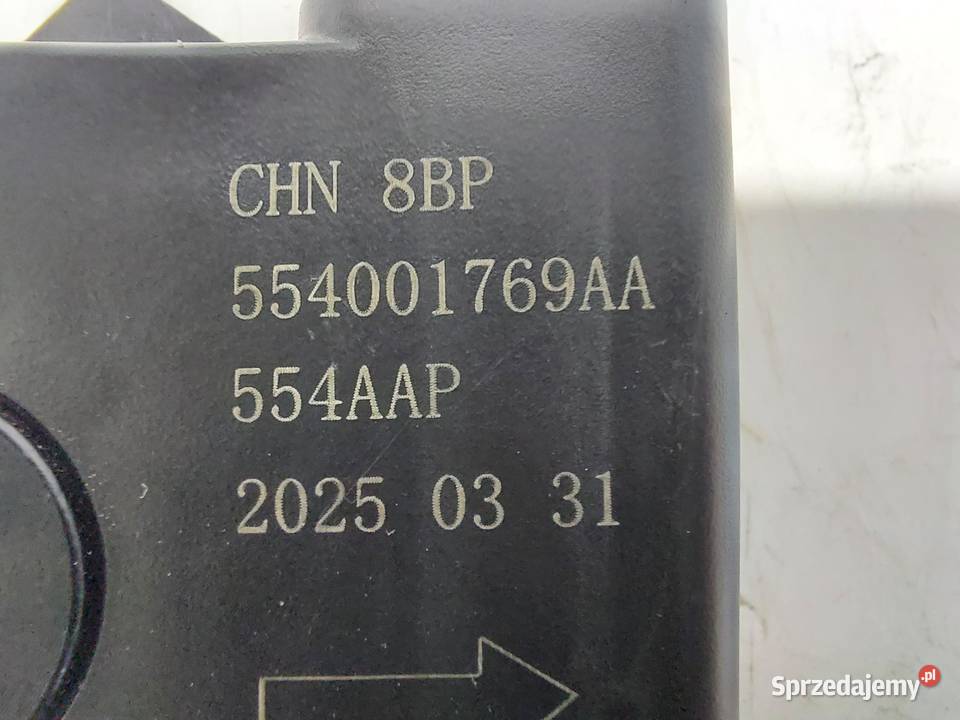 CHN 8BP
554001769AA
554AAP
2025 03 31
Sprzedajemy.pl